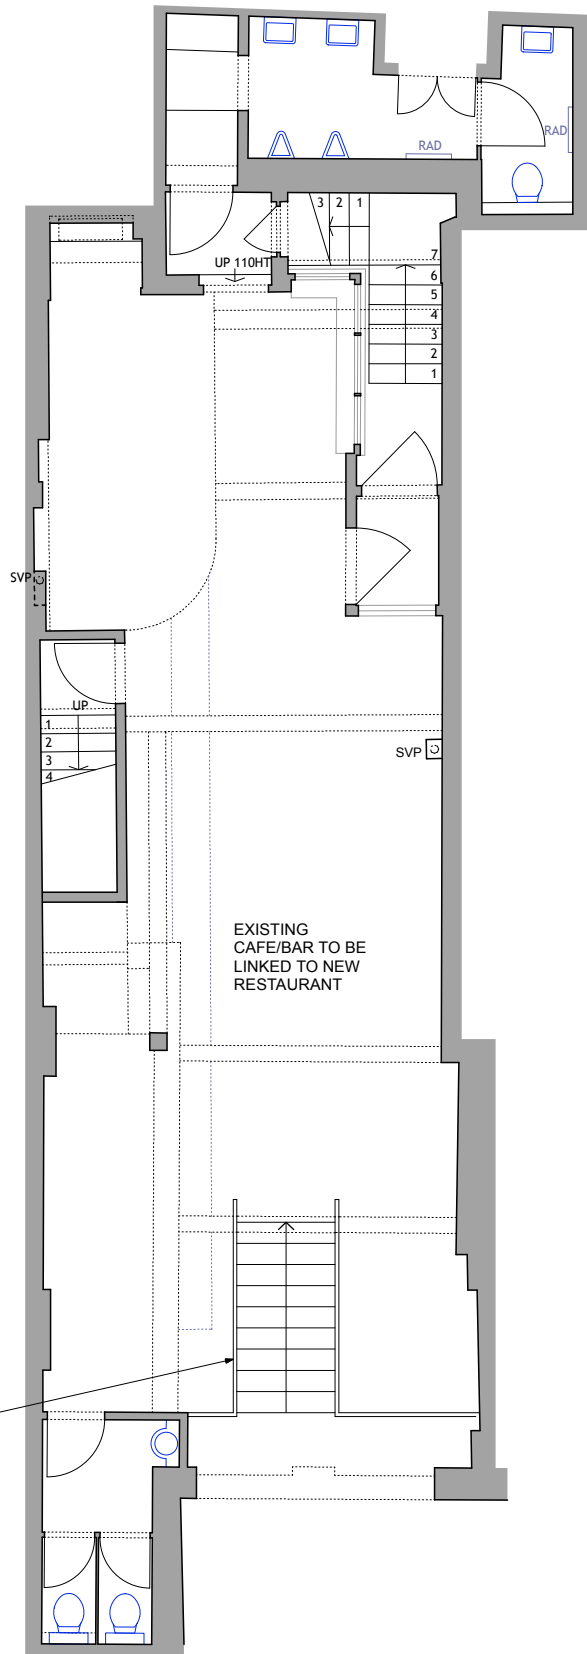 RAD
RAD
3 2 1
UP 110HT
7
6
5
4
3
2
1
SVP
UP
1
2
3
4
SVP
EXISTING
CAFE/BAR TO BE
LINKED TO NEW
RESTAURANT